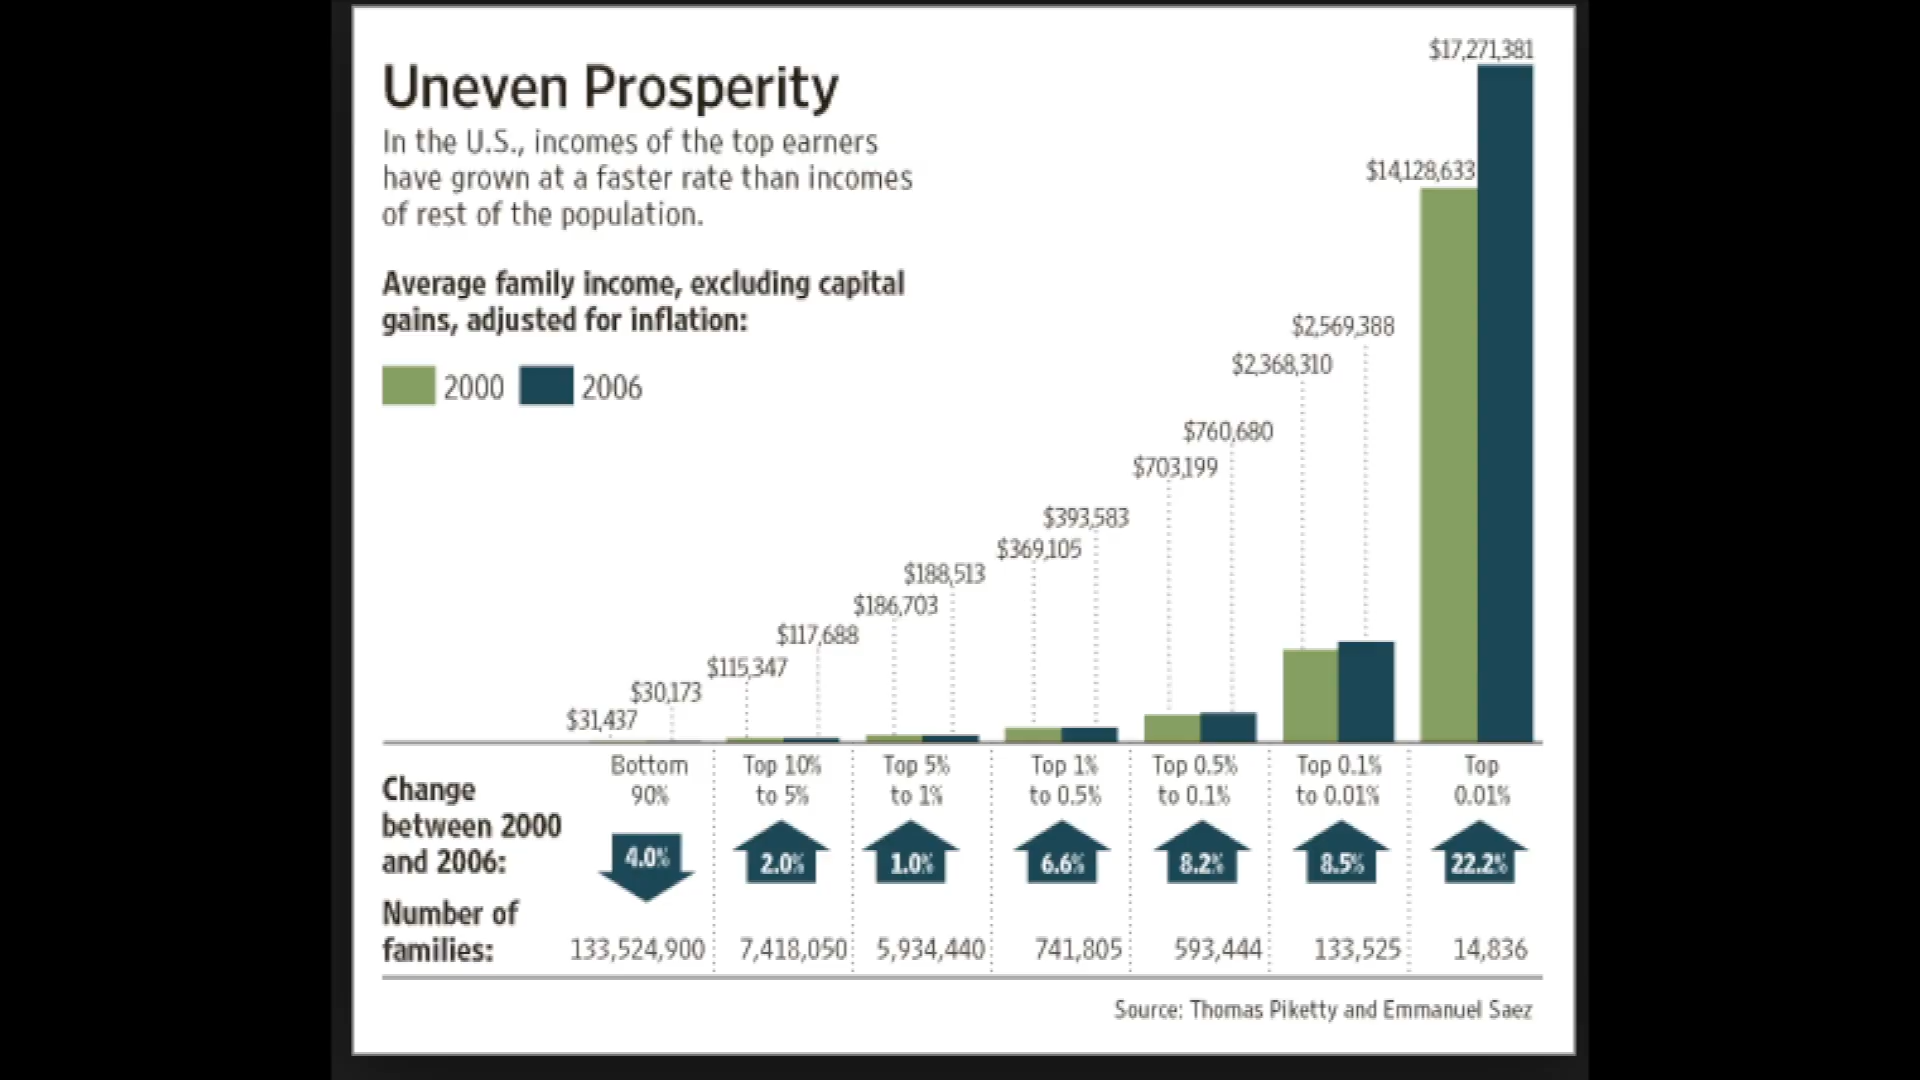 Uneven Prosperity
In the U.S., incomes of the top earners
have grown at a faster rate than incomes
of rest of the population.
Average family income, excluding capital
gains, adjusted for inflation:
2000 2006
$31,437
$30,173
$115,347
$117,688
$186,703
$188,513
$369,105
$393,583
$703,199
$760,680
$2,368,310
$2,569,388
$14,128,633
$17,271,381
Bottom 90%
Top 10% to 5%
Top 5% to 1%
Top 1% to 0.5%
Top 0.5% to 0.1%
Top 0.1% to 0.01%
Top 0.01%
Change
between 2000
and 2006:
4.0% 2.0% 1.0% 6.6% 8.2% 8.5% 22.2%
Number of
families:
133,524,900 7,418,050 5,934,440 741,805 593,444 133,525 14,836
Source: Thomas Piketty and Emmanuel Saez